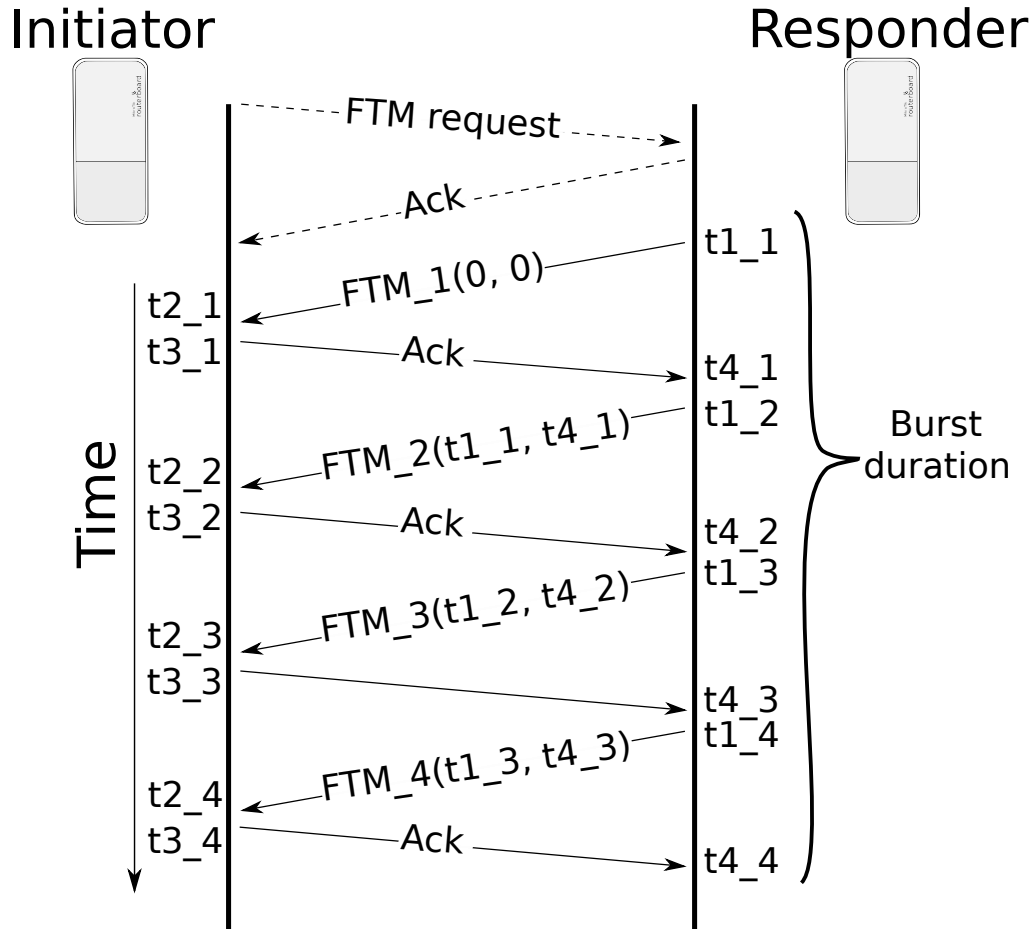 Initiator
Responder
routerboard
routerboard
FTM request
Ack
t1_1
FTM_1(0, 0)
t2_1
t3_1
Ack
t4_1
t1_2
FTM_2(t1_1, t4_1)
t2_2
t3_2
Ack
t4_2
t1_3
FTM_3(t1_2, t4_2)
t2_3
t3_3
t4_3
t1_4
FTM_4(t1_3, t4_3)
t2_4
t3_4
Ack
t4_4
Time
Burst
duration